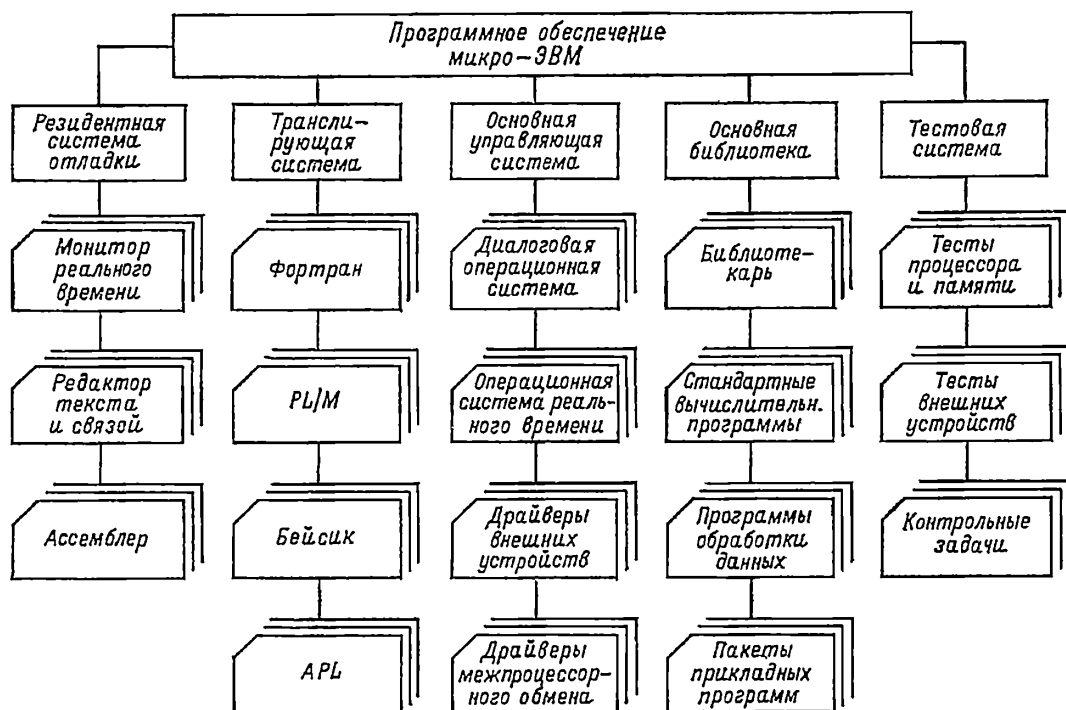 Программное обеспечение
микро-ЭВМ
Резидентная
система
отладки
Трансли-
рующая
система
Основная
управляющая
система
Основная
библиотека
Тестовая
система
Монитор
реального
времени
Фортран
Диалоговая
операционная
система
Библиоте-
карь
Тесты
процессора
и памяти
Редактор
текста
и связой
PL/M
Операционная
система реаль-
ного времени
Стандартные
вычислительн.
программы
Тесты
внешних
устройств
Ассемблер
Бейсик
Драйверы
внешних
устройств
Программы
обработки
данных
Контрольные
задачи
APL
Драйверы
межпроцессор-
ного обмена
Пакеты
прикладных
программ